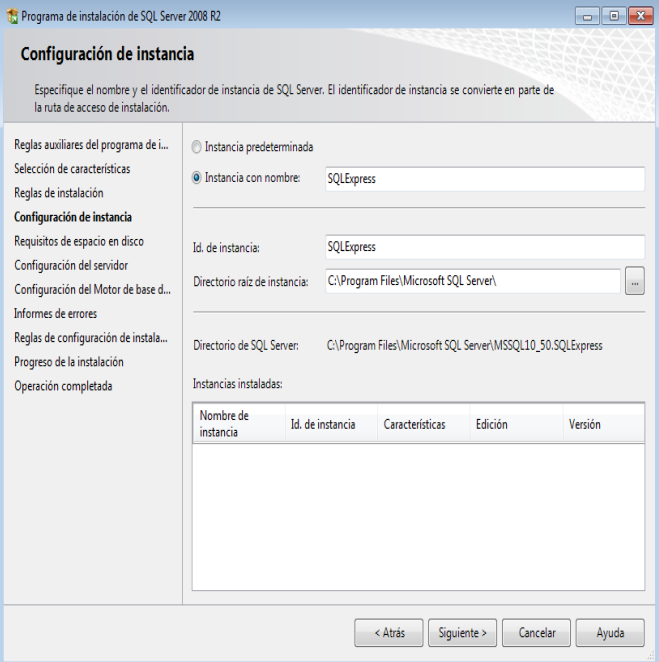 Programa de instalación de SQL Server 2008 R2
Configuración de instancia
Especifique el nombre y el identificador de instancia de SQL Server. El identificador de instancia se convierte en parte de
la ruta de acceso de instalación.
Reglas auxiliares del programa de i...
Selección de características
Reglas de instalación
Configuración de instancia
Requisitos de espacio en disco
Configuración del servidor
Configuración del Motor de base d...
Informes de errores
Reglas de configuración de instala...
Progreso de la instalación
Operación completada
Instancia predeterminada
Instancia con nombre: SQLExpress
Id. de instancia: SQLExpress
Directorio raíz de instancia: C:\Program Files\Microsoft SQL Server\ ...
Directorio de SQL Server: C:\Program Files\Microsoft SQL Server\MSSQL10_50.SQLExpress
Instancias instaladas:
Nombre de
instancia Id. de instancia Características Edición Versión
< Atrás Siguiente > Cancelar Ayuda